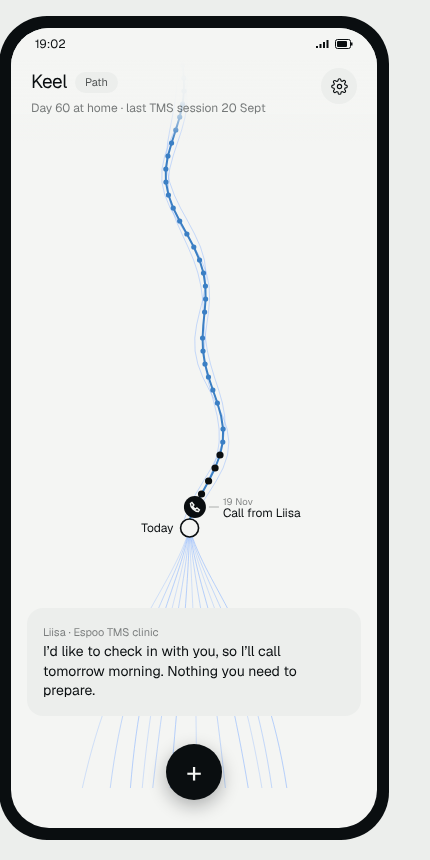 19:02
Keel Path
Day 60 at home · last TMS session 20 Sept
19 Nov
Call from Liisa
Today
Liisa · Espoo TMS clinic
I’d like to check in with you, so I’ll call
tomorrow morning. Nothing you need to
prepare.
+